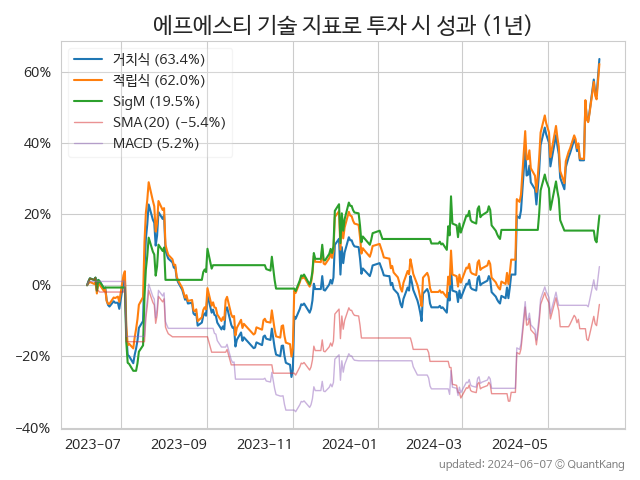 에프에스티 기술 지표로 투자 시 성과 (1년)
거치식 (63.4%)
적립식 (62.0%)
SigM (19.5%)
SMA(20) (−5.4%)
MACD (5.2%)
60%
40%
20%
0%
−20%
−40%
2023−07 2023−09 2023−11 2024−01 2024−03 2024−05
updated: 2024−06−07 © QuantKang